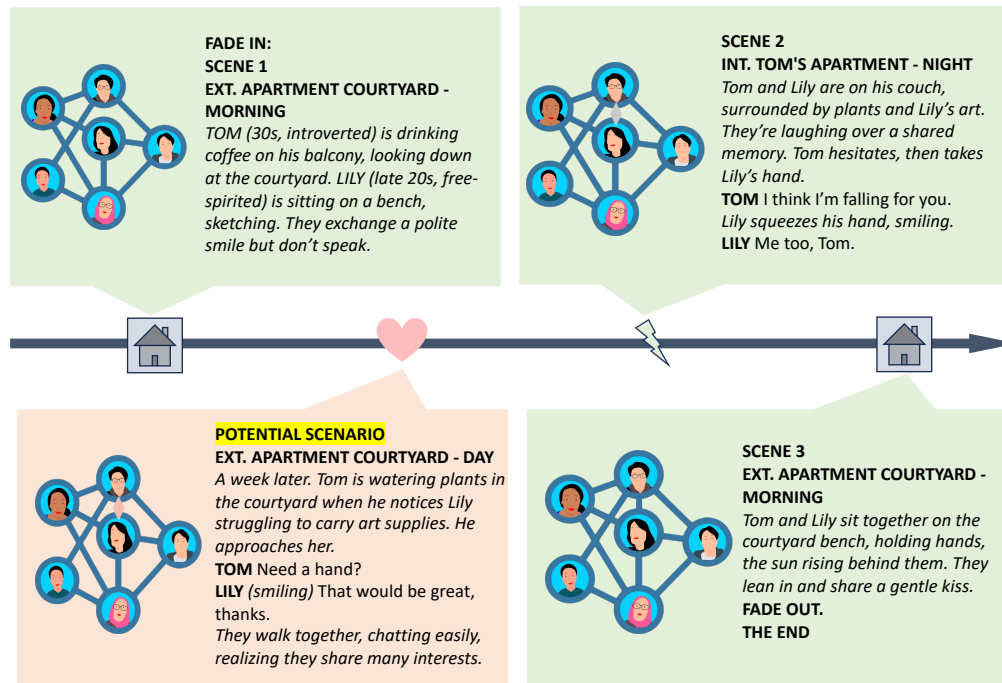 FADE IN:
SCENE 1
EXT. APARTMENT COURTYARD -
MORNING
TOM (30s, introverted) is drinking
coffee on his balcony, looking down
at the courtyard. LILY (late 20s, free-
spirited) is sitting on a bench,
sketching. They exchange a polite
smile but don’t speak.
SCENE 2
INT. TOM'S APARTMENT - NIGHT
Tom and Lily are on his couch,
surrounded by plants and Lily’s art.
They’re laughing over a shared
memory. Tom hesitates, then takes
Lily’s hand.
TOM I think I’m falling for you.
Lily squeezes his hand, smiling.
LILY Me too, Tom.
POTENTIAL SCENARIO
EXT. APARTMENT COURTYARD - DAY
A week later. Tom is watering plants in
the courtyard when he notices Lily
struggling to carry art supplies. He
approaches her.
TOM Need a hand?
LILY (smiling) That would be great,
thanks.
They walk together, chatting easily,
realizing they share many interests.
SCENE 3
EXT. APARTMENT COURTYARD -
MORNING
Tom and Lily sit together on the
courtyard bench, holding hands,
the sun rising behind them. They
lean in and share a gentle kiss.
FADE OUT.
THE END